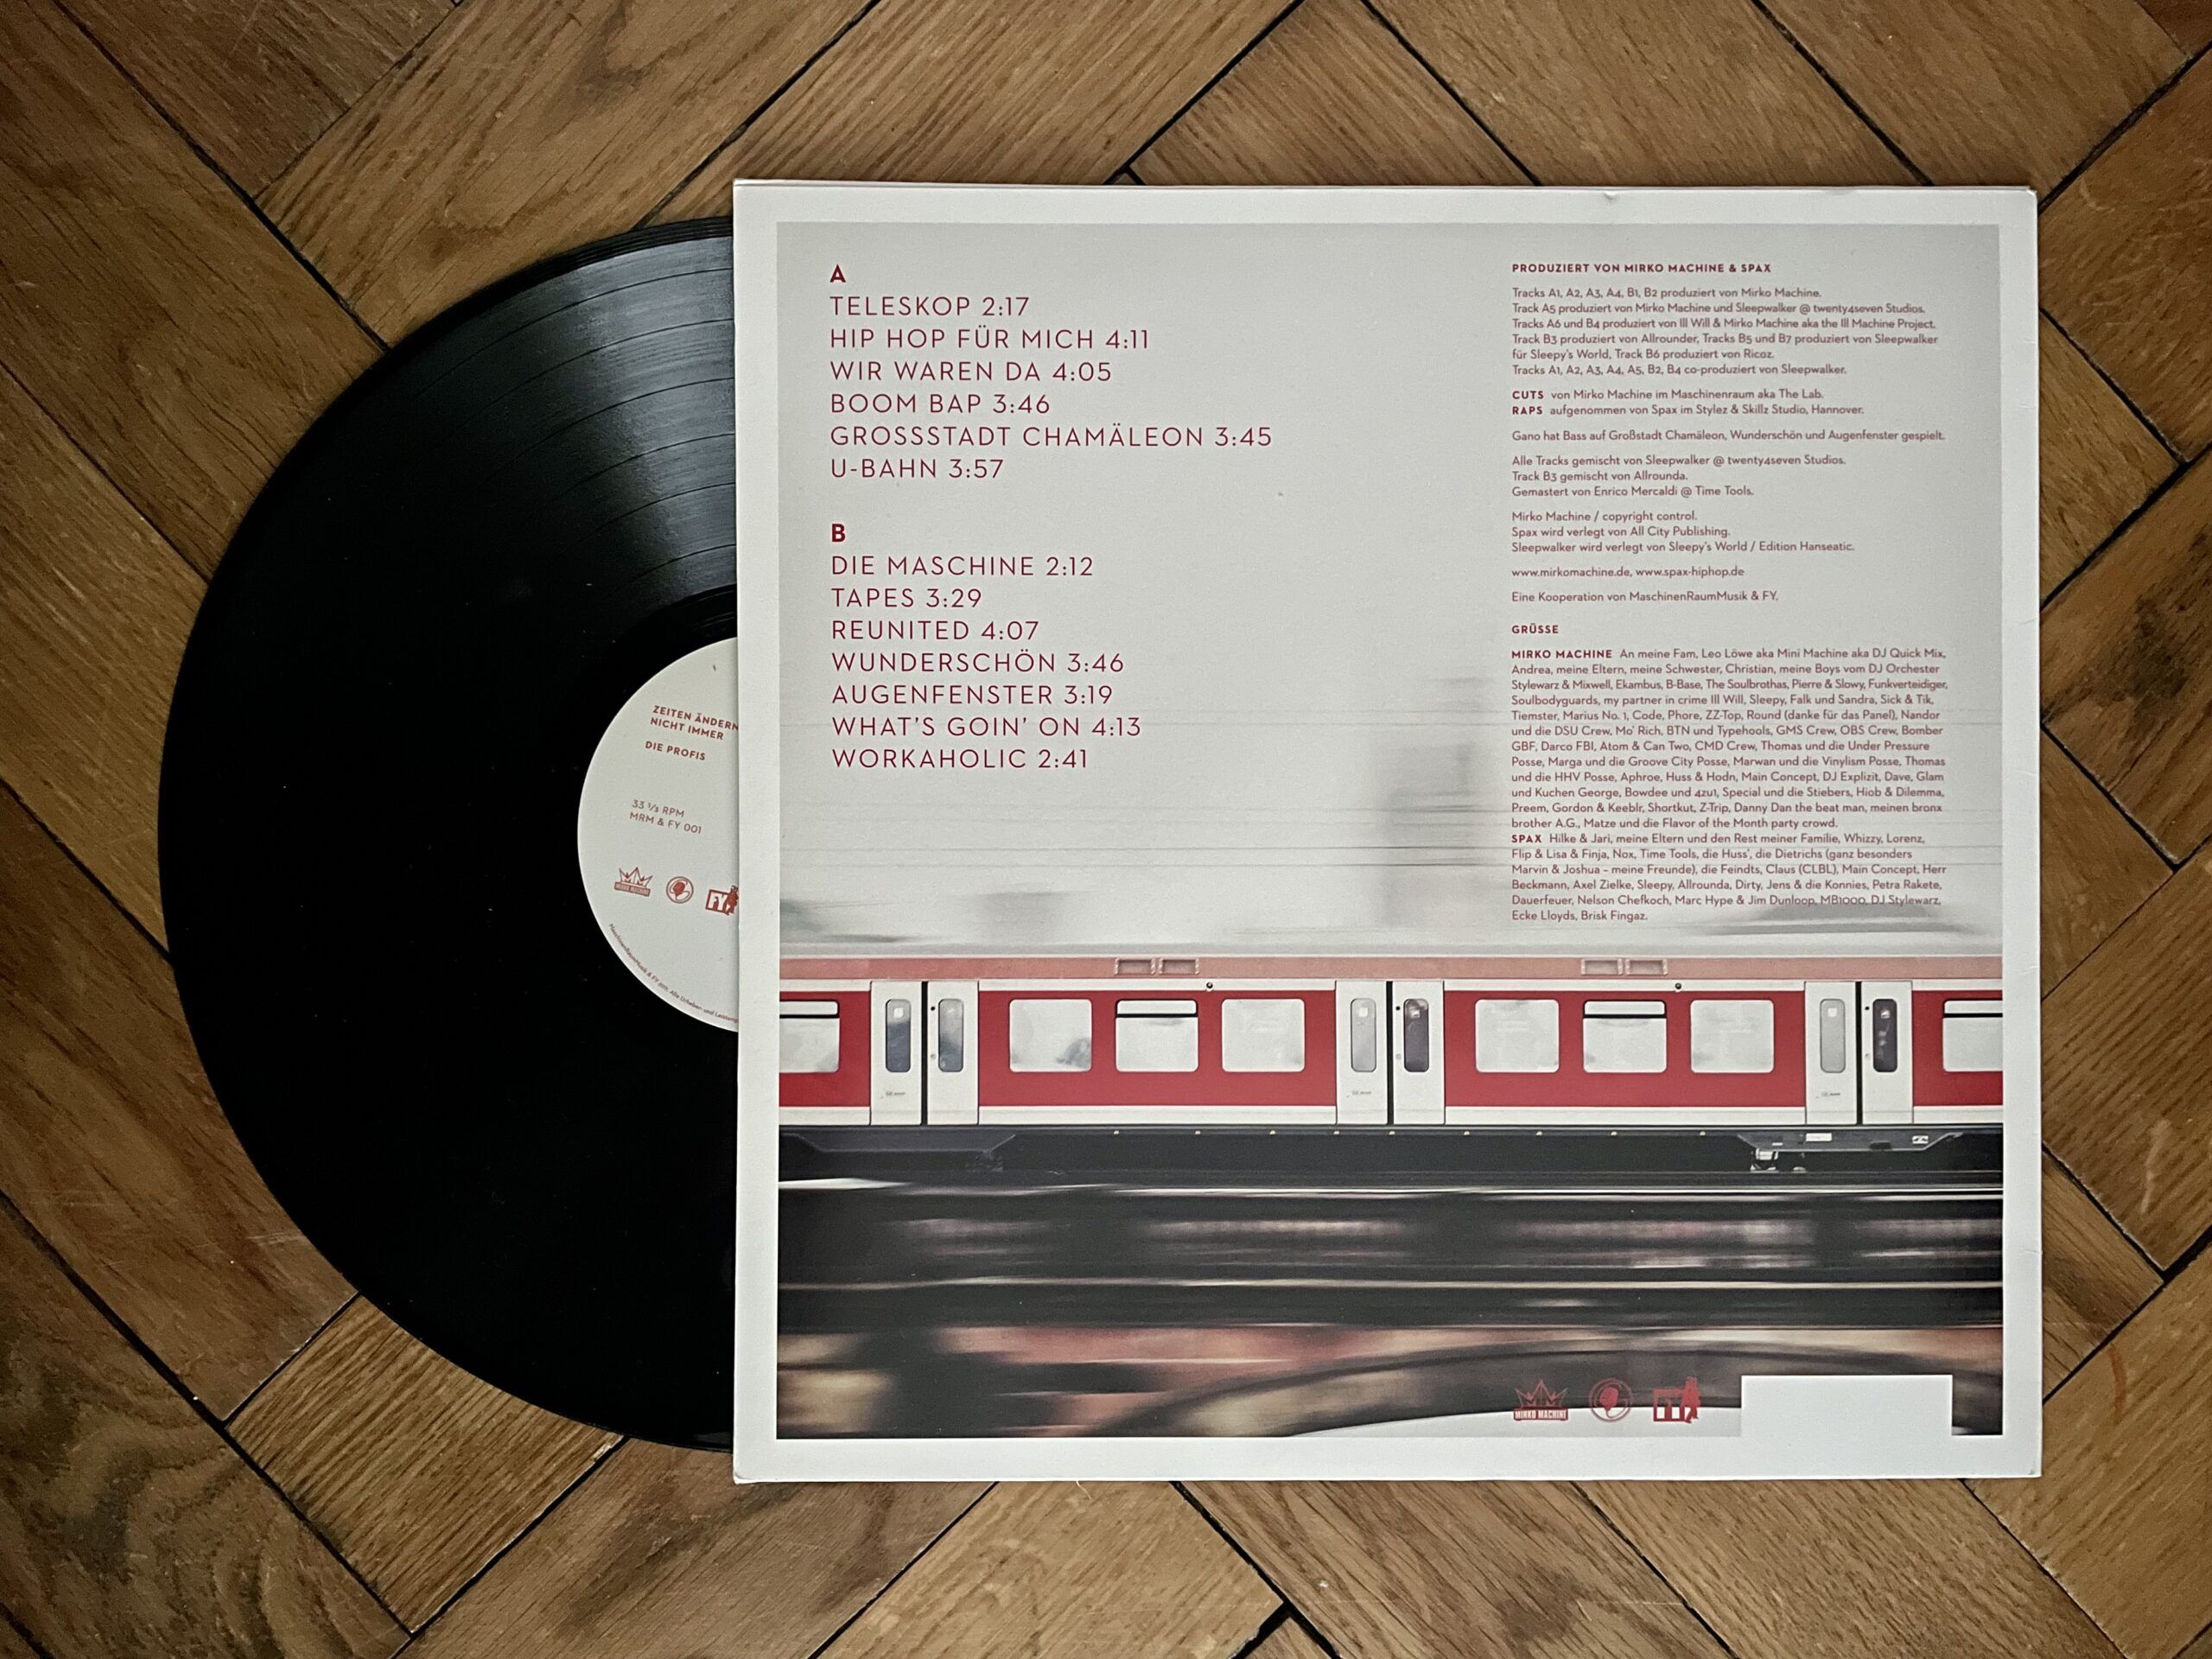 A
TELESKOP 2:17
HIP HOP FÜR MICH 4:11
WIR WAREN DA 4:05
BOOM BAP 3:46
GROSSSTADT CHAMÄLEON 3:45
U-BAHN 3:57
B
DIE MASCHINE 2:12
TAPES 3:29
REUNITED 4:07
WUNDERSCHÖN 3:46
AUGENFENSTER 3:19
WHAT'S GOIN' ON 4:13
WORKAHOLIC 2:41
PRODUZIERT VON MIRKO MACHINE & SPAX
Tracks A1, A2, A3, A4, B1, B2 produziert von Mirko Machine.
Track A5 produziert von Mirko Machine und Sleepwalker @ twenty4seven Studios.
Tracks A6 und B4 produziert von Ill Will & Mirko Machine aka the Ill Machine Project.
Track B3 produziert von Allrounder, Tracks B5 und B7 produziert von Sleepwalker
für Sleepy's World, Track B6 produziert von Ricoz.
Tracks A1, A2, A3, A4, A5, B2, B4 co-produziert von Sleepwalker.
CUTS von Mirko Machine im Maschinenraum aka The Lab.
RAPS aufgenommen von Spax im Stylez & Skillz Studio, Hannover.
Gano hat Bass auf Großstadt Chamäleon, Wunderschön und Augenfenster gespielt.
Alle Tracks gemischt von Sleepwalker @ twenty4seven Studios.
Track B3 gemischt von Allrounda.
Gemastert von Enrico Mercaldi @ Time Tools.
Mirko Machine / copyright control.
Spax wird verlegt von All City Publishing.
Sleepwalker wird verlegt von Sleepy's World / Edition Hanseatic.
www.mirkomachine.de, www.spax-hiphop.de
Eine Kooperation von MaschinenRaumMusik & FY.
GRÜSSE
MIRKO MACHINE An meine Fam, Leo Löwe aka Mini Machine aka DJ Quick Mix,
Andrea, meine Eltern, meine Schwester, Christian, meine Boys vom DJ Orchester
Stylewarz & Mixwell, Ekambus, B-Base, The Soulbrothas, Pierre & Slowy, Funkverteidiger,
Soulbodyguards, my partner in crime Ill Will, Sleepy, Falk und Sandra, Sick & Tik,
Tiemster, Marius No. 1, Code, Phore, ZZ-Top, Round (danke für das Panel), Nandor
und die DSU Crew, Mo' Rich, BTN und Typehools, GMS Crew, OBS Crew, Bomber
GBF, Darco FBI, Atom & Can Two, CMD Crew, Thomas und die Under Pressure
Posse, Marga und die Groove City Posse, Marwan und die Vinylism Posse, Thomas
und die HHV Posse, Aphroe, Huss & Hodn, Main Concept, DJ Explizit, Dave, Glam
und Kuchen George, Bowdee und 4zu1, Special und die Stiebers, Hiob & Dilemma,
Preem, Gordon & Keeblr, Shortkut, Z-Trip, Danny Dan the beat man, meinen bronx
brother A.G., Matze und die Flavor of the Month party crowd.
SPAX Hilke & Jari, meine Eltern und den Rest meiner Familie, Whizzy, Lorenz,
Flip & Lisa & Finja, Nox, Time Tools, die Huss', die Dietrichs (ganz besonders
Marvin & Joshua - meine Freunde), die Feindts, Claus (CLBL), Main Concept, Herr
Beckmann, Axel Zielke, Sleepy, Allrounda, Dirty, Jens & die Konnies, Petra Rakete,
Dauerfeuer, Nelson Chefkoch, Marc Hype & Jim Dunloop, MB1000, DJ Stylewarz,
Ecke Lloyds, Brisk Fingaz.
ZEITEN ÄNDERN
NICHT IMMER
DIE PROFIS
33 1/3 RPM
MRM & FY 001
MIRKO MACHINE
FY
MaschinenRaumMusik & FY 2011. Alle Urheber- und Leistung
MIRKO MACHINE
FY